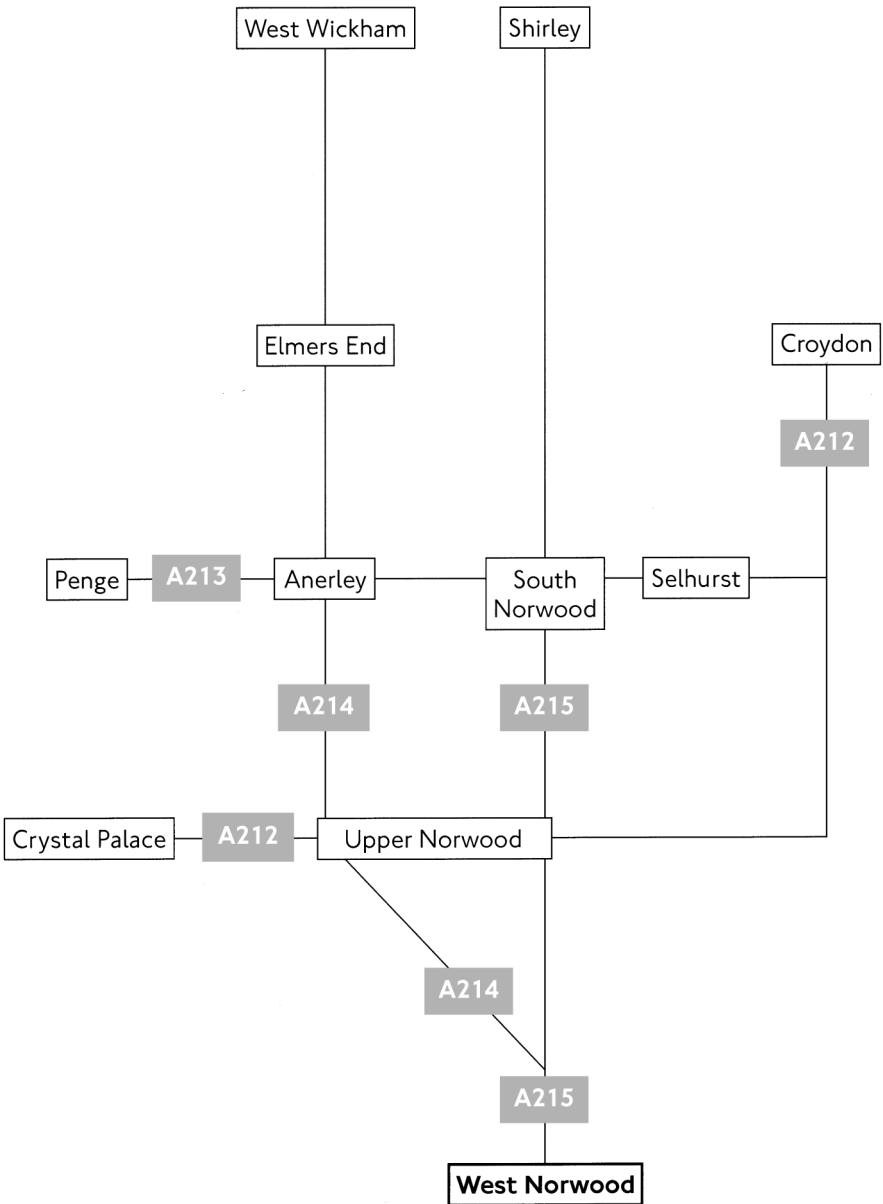 West Wickham
Shirley
Elmers End
Croydon
A212
Penge
A213
Anerley
South
Norwood
Selhurst
A214
A215
Crystal Palace
A212
Upper Norwood
A214
A215
West Norwood